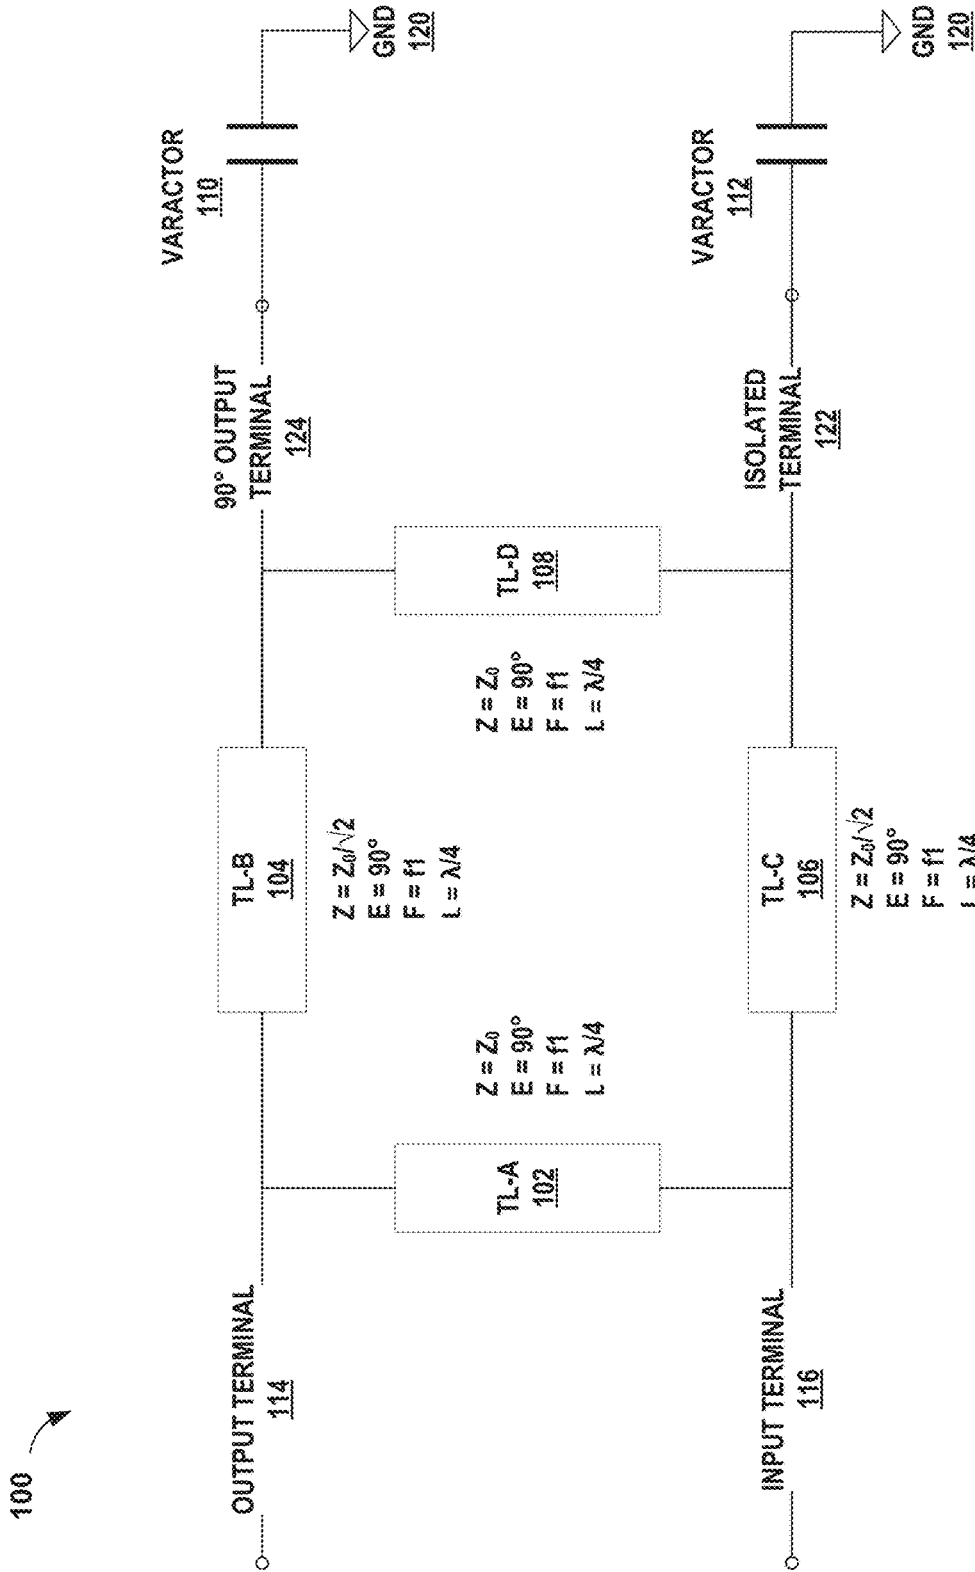 100
OUTPUT TERMINAL
114
TL-B
104
Z = Z₀/√2
E = 90°
F = f1
L = λ/4
90° OUTPUT
TERMINAL
124
VARACTOR
110
GND
120
TL-A
102
Z = Z₀
E = 90°
F = f1
L = λ/4
Z = Z₀
E = 90°
F = f1
L = λ/4
TL-D
108
INPUT TERMINAL
116
TL-C
106
Z = Z₀/√2
E = 90°
F = f1
L = λ/4
ISOLATED
TERMINAL
122
VARACTOR
112
GND
120